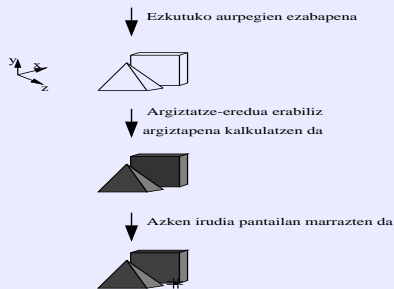 Ezkutuko aurpegien ezabapena
y
x
z
Argiztatze-eredua erabiliz
argiztapena kalkulatzen da
Azken irudia pantailan marrazten da